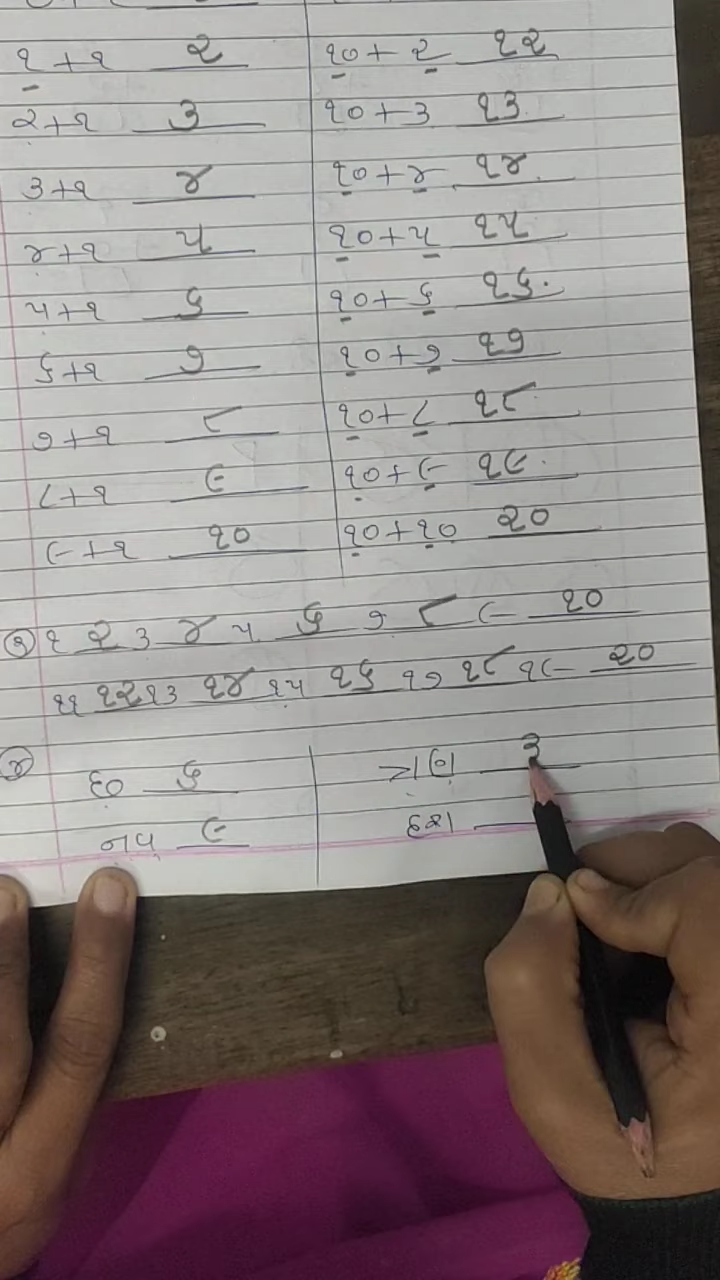 ૧+૧ ૨ ૧૦+૨ ૧૨
૨+૧ ૩ ૧૦+૩ ૧૩
૩+૧ ૪ ૧૦+૪ ૧૪
૪+૧ ૫ ૧૦+૫ ૧૫
૫+૧ ૬ ૧૦+૬ ૧૬
૬+૧ ૭ ૧૦+૭ ૧૭
૭+૧ ૮ ૧૦+૮ ૧૮
૮+૧ ૯ ૧૦+૯ ૧૯
૯+૧ ૧૦ ૧૦+૧૦ ૨૦
૩ ૧ ૨ ૩ ૪ ૫ ૬ ૭ ૮ ૯ ૧૦
૧૧ ૧૨ ૧૩ ૧૪ ૧૫ ૧૬ ૧૭ ૧૮ ૧૯ ૨૦
૪ છ ૬ ત્રણ ૩
નવ ૯ દશ